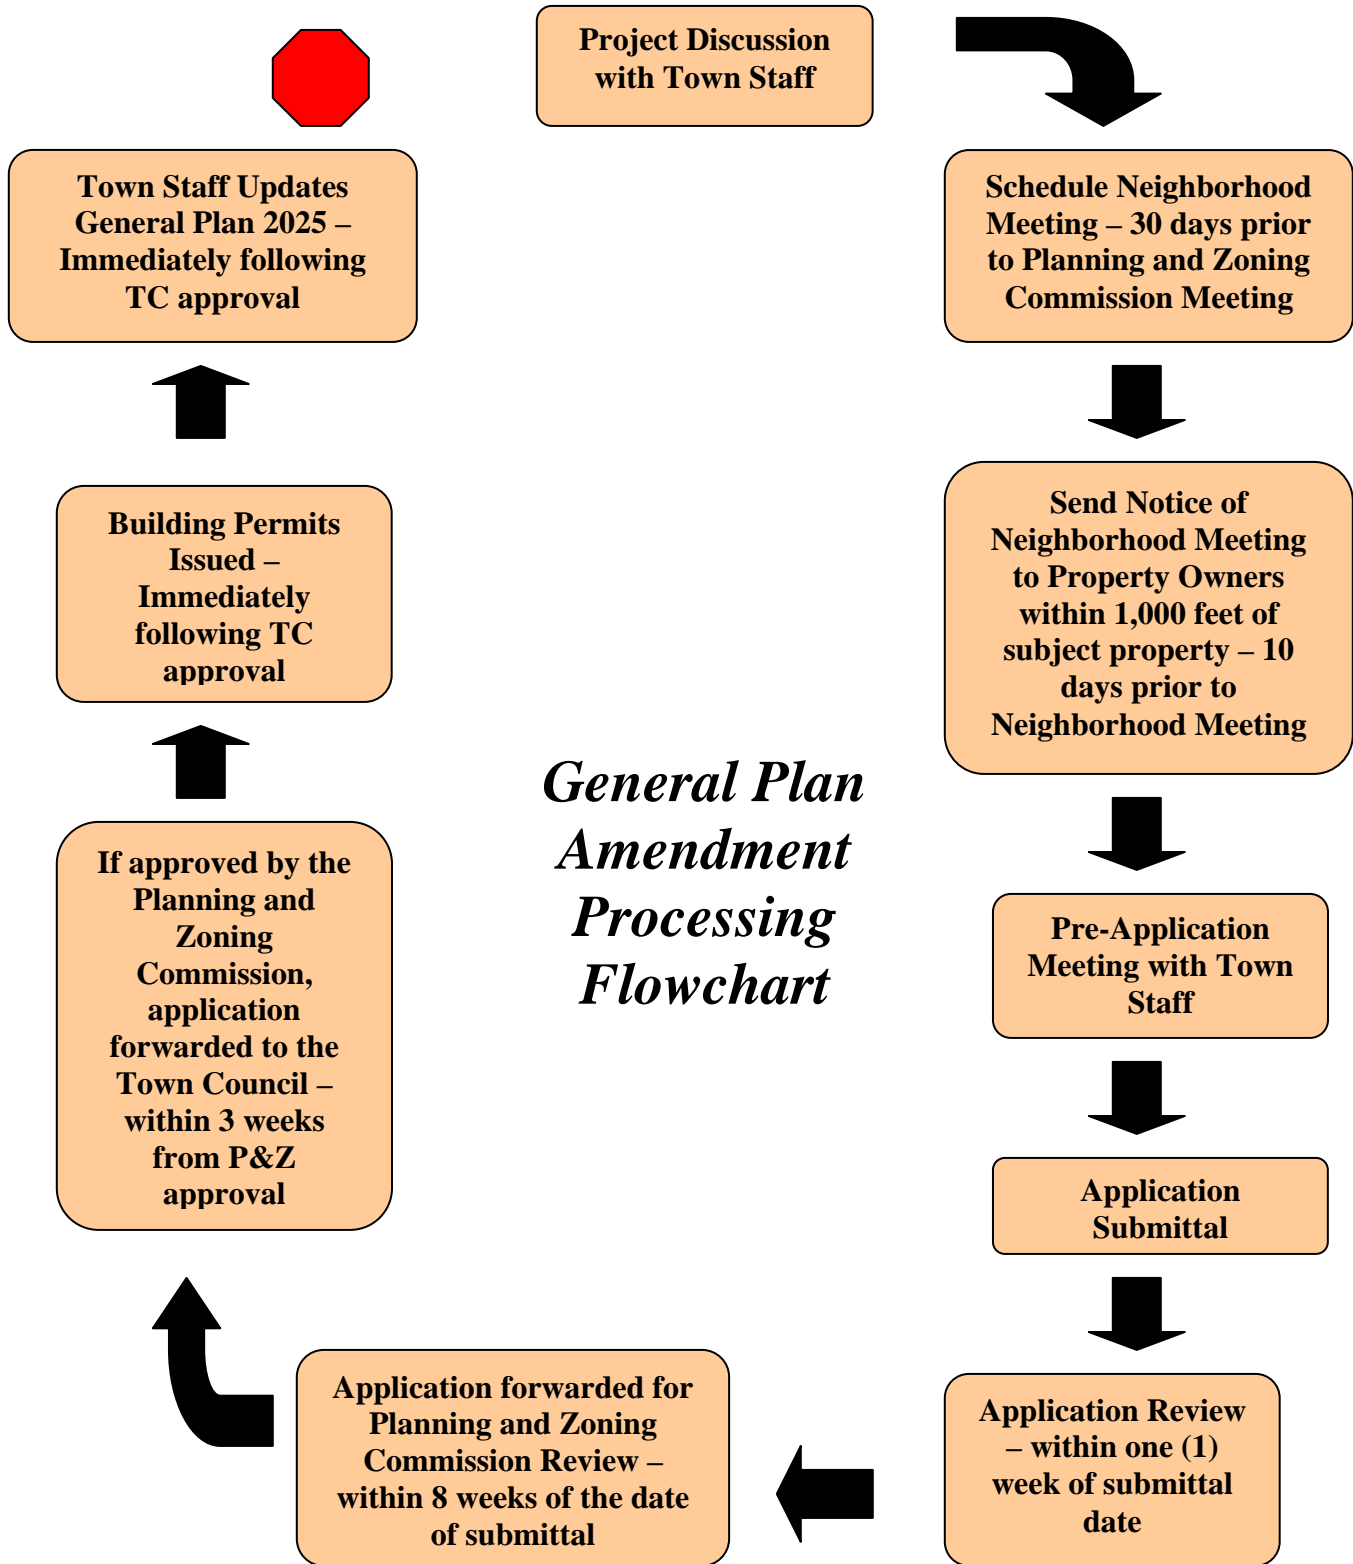 Project Discussion
with Town Staff
Schedule Neighborhood
Meeting – 30 days prior
to Planning and Zoning
Commission Meeting
Send Notice of
Neighborhood Meeting
to Property Owners
within 1,000 feet of
subject property – 10
days prior to
Neighborhood Meeting
Pre-Application
Meeting with Town
Staff
Application
Submittal
Application Review
– within one (1)
week of submittal
date
Application forwarded for
Planning and Zoning
Commission Review –
within 8 weeks of the date
of submittal
If approved by the
Planning and
Zoning
Commission,
application
forwarded to the
Town Council –
within 3 weeks
from P&Z
approval
Building Permits
Issued –
Immediately
following TC
approval
Town Staff Updates
General Plan 2025 –
Immediately following
TC approval
General Plan
Amendment
Processing
Flowchart